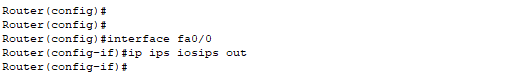 Router(config)#
Router(config)#
Router(config)#interface fa0/0
Router(config-if)#ip ips iosips out
Router(config-if)#